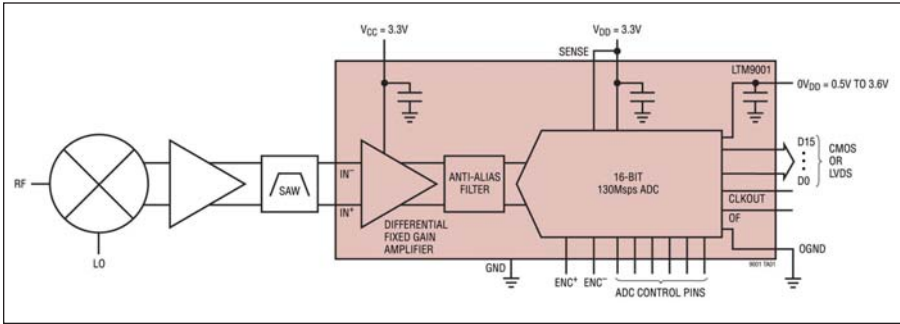 VCC = 3.3V
VDD = 3.3V
SENSE
LTM9001
0VDD = 0.5V TO 3.6V
RF
LO
SAW
IN–
IN+
DIFFERENTIAL
FIXED GAIN
AMPLIFIER
ANTI-ALIAS
FILTER
16-BIT
130Msps ADC
D15
D0
CMOS
OR
LVDS
CLKOUT
OF
OGND
9001 TA01
GND
ENC+
ENC–
ADC CONTROL PINS